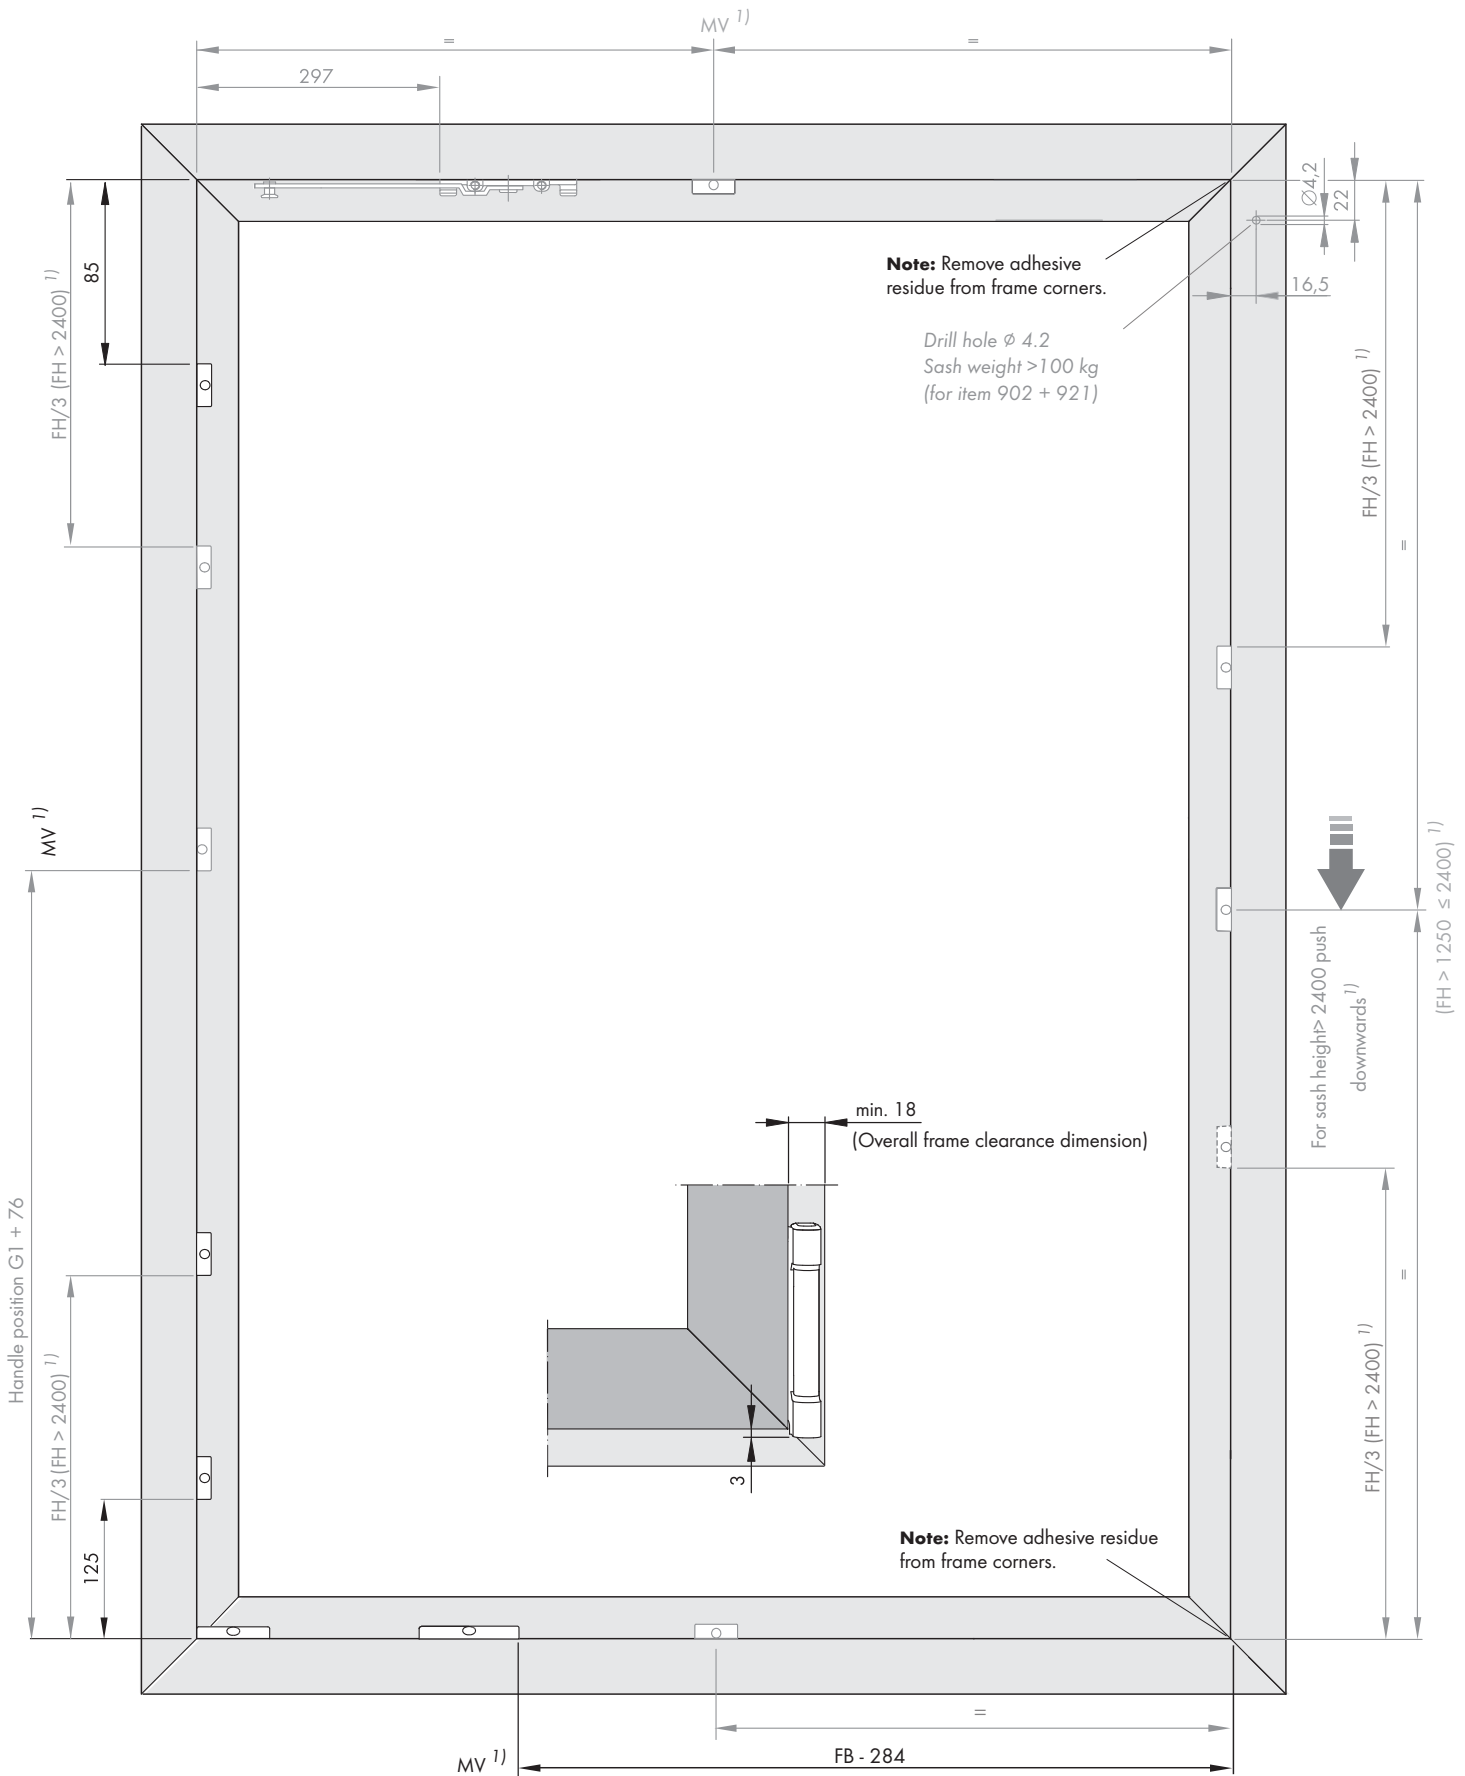 MV 1)
=
=
297
Ø4,2
22
16,5
85
FH/3 (FH > 2400) 1)
Note: Remove adhesive
residue from frame corners.
Drill hole ø 4.2
Sash weight >100 kg
(for item 902 + 921)
FH/3 (FH > 2400) 1)
=
MV 1)
(FH > 1250 ≤ 2400) 1)
For sash height> 2400 push
downwards 1)
min. 18
(Overall frame clearance dimension)
Handle position G1 + 76
FH/3 (FH > 2400) 1)
=
FH/3 (FH > 2400) 1)
3
125
Note: Remove adhesive residue
from frame corners.
=
MV 1)
FB - 284